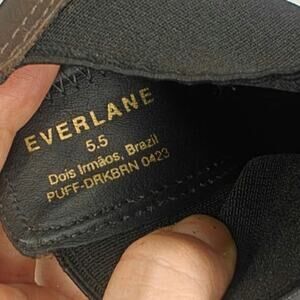 EVERLANE
5.5
Dois Irmãos, Brazil
PUFF-DRKBRN 0423